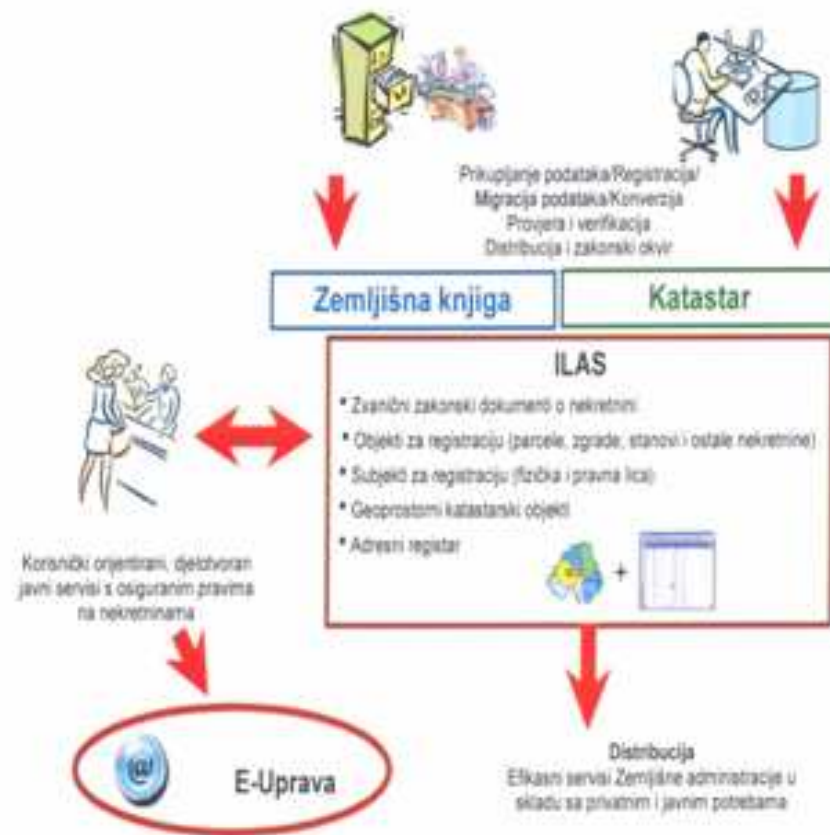 Prikupljanje podataka/Registracija/
Migracija podataka/Konverzija
Provjera i verifikacija
Distribucija i zakonski okvir
Zemljišna knjiga
Katastar
ILAS
* Zvanični zakonski dokumenti o nekretnini
* Objekti za registraciju (parcele, zgrade, stanovi i ostale nekretnine)
* Subjekti za registraciju (fizička i pravna lica)
* Geoprostorni katastarski objekti
* Adresni registar
+
Korisnički orijentirani, djelotvoran
javni servisi s osiguranim pravima
na nekretninama
@
E-Uprava
Distribucija
Efikasni servisi Zemljišne administracije u
skladu sa privatnim i javnim potrebama